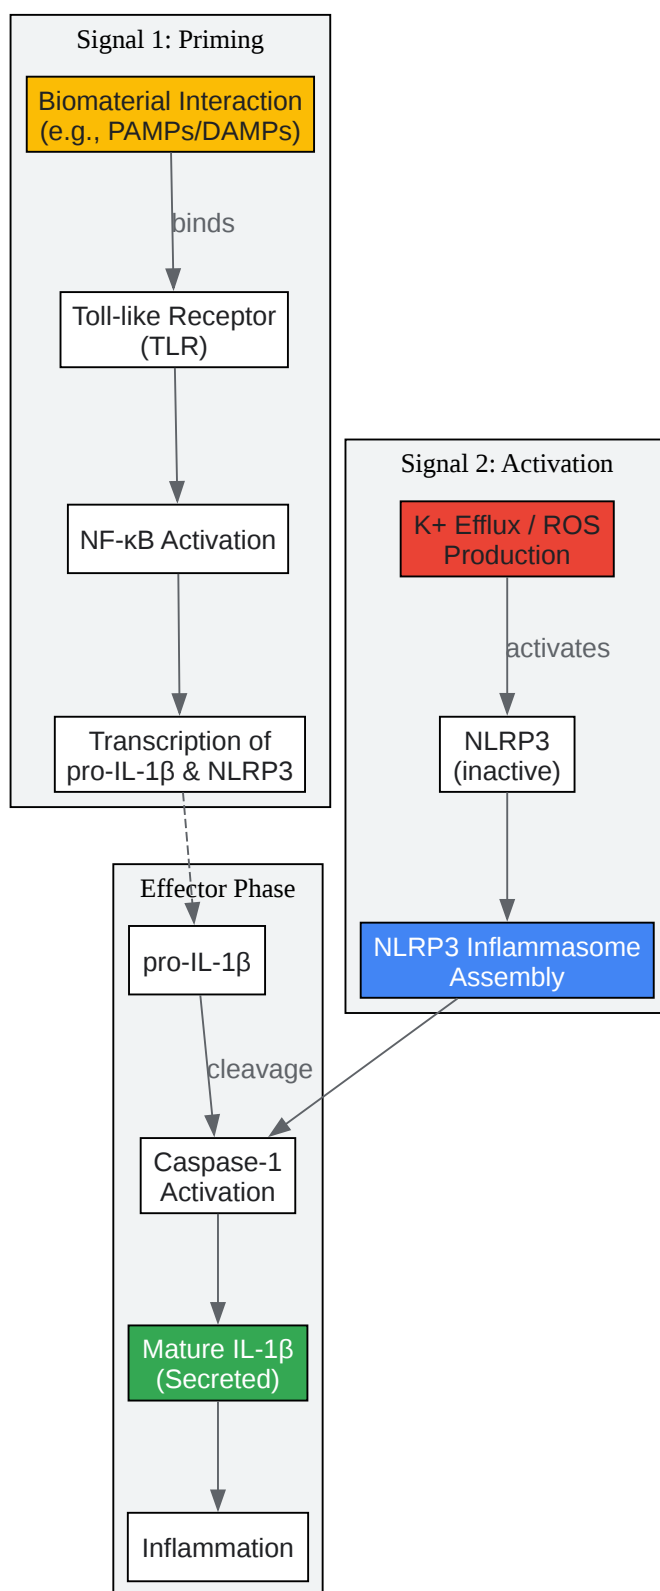 Signal 1: Priming
Biomaterial Interaction
(e.g., PAMPs/DAMPs)
binds
Toll-like Receptor
(TLR)
NF-κB Activation
Transcription of
pro-IL-1β & NLRP3
Signal 2: Activation
K+ Efflux / ROS
Production
activates
NLRP3
(inactive)
NLRP3 Inflammasome
Assembly
Effector Phase
pro-IL-1β
cleavage
Caspase-1
Activation
Mature IL-1β
(Secreted)
Inflammation